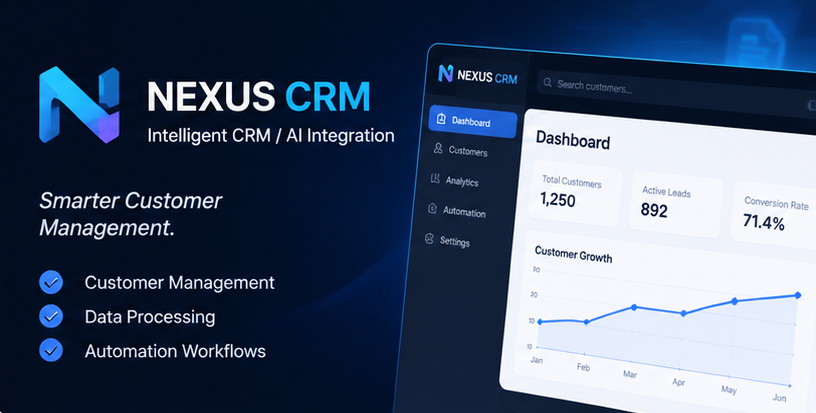 NEXUS CRM
Intelligent CRM / AI Integration
Smarter Customer
Management.
Customer Management
Data Processing
Automation Workflows
NEXUS CRM
Search customers...
Dashboard
Customers
Analytics
Automation
Settings
Dashboard
Total Customers
1,250
Active Leads
892
Conversion Rate
71.4%
Customer Growth
20
10
Jan
Feb
Mar
Apr
May
Jun